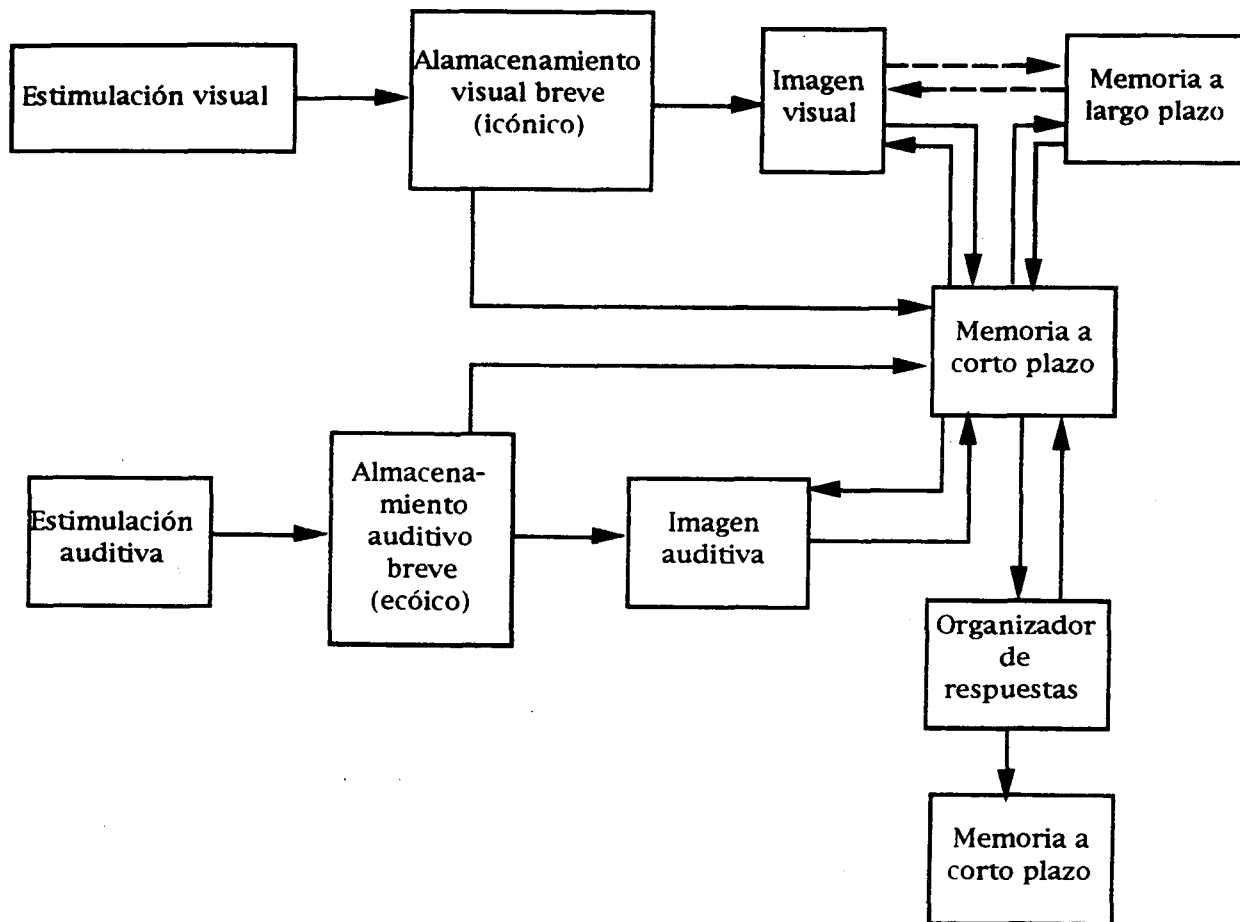 Estimulación visual
Alamacenamiento
visual breve
(icónico)
Imagen
visual
Memoria a
largo plazo
Memoria a
corto plazo
Estimulación
auditiva
Almacena-
miento
auditivo
breve
(ecóico)
Imagen
auditiva
Organizador
de
respuestas
Memoria a
corto plazo